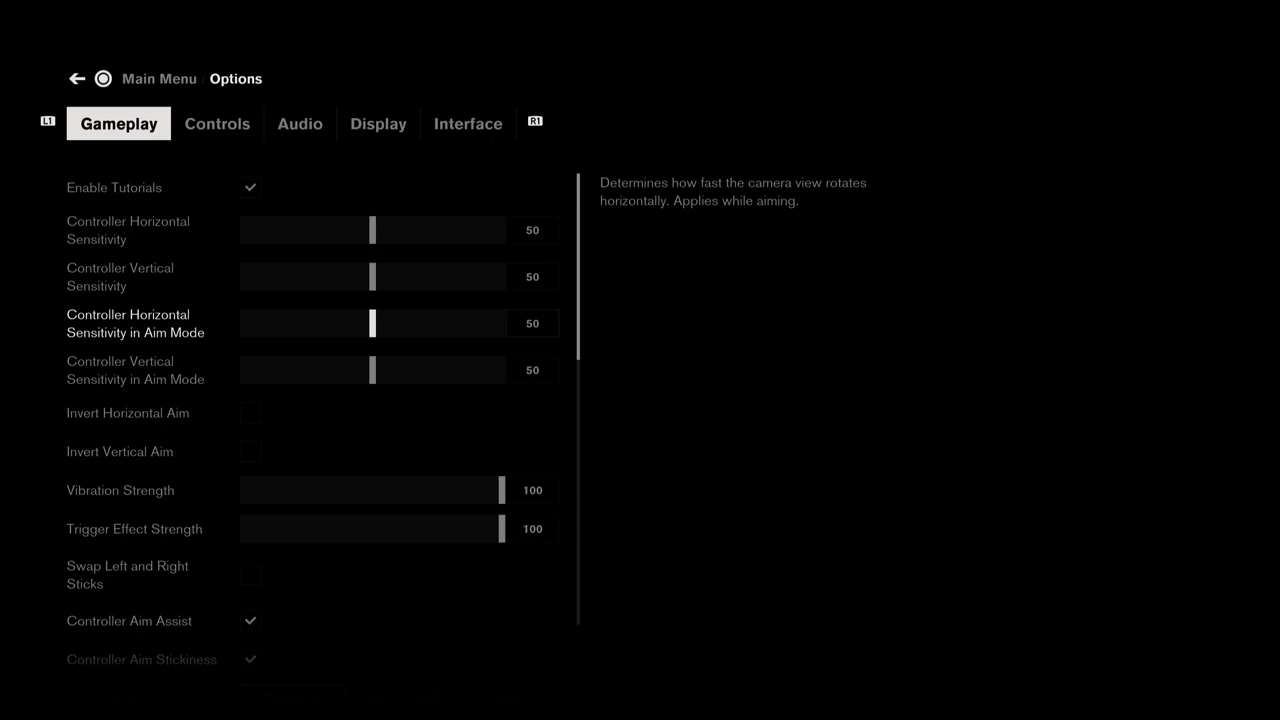 Main Menu / Options
L1 Gameplay Controls Audio Display Interface R1
Enable Tutorials
Determines how fast the camera view rotates
horizontally. Applies while aiming.
Controller Horizontal
Sensitivity
50
Controller Vertical
Sensitivity
50
Controller Horizontal
Sensitivity in Aim Mode
50
Controller Vertical
Sensitivity in Aim Mode
50
Invert Horizontal Aim
Invert Vertical Aim
Vibration Strength 100
Trigger Effect Strength 100
Swap Left and Right
Sticks
Controller Aim Assist
Controller Aim Stickiness